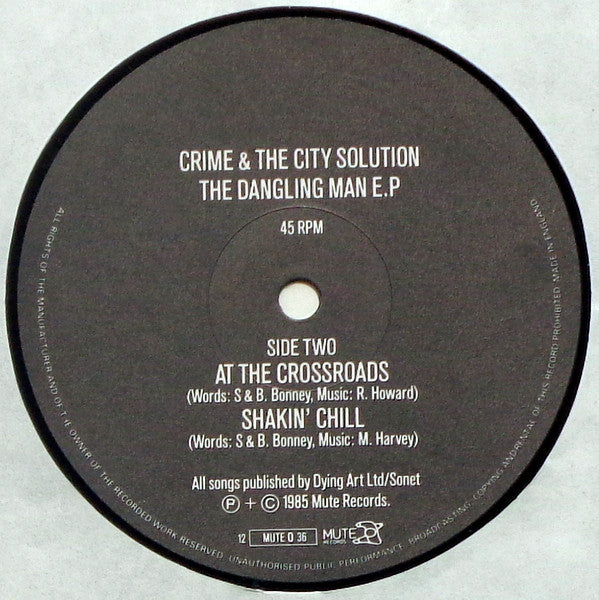 CRIME & THE CITY SOLUTION
THE DANGLING MAN E.P
45 RPM
SIDE TWO
AT THE CROSSROADS
(Words: S & B. Bonney, Music: R. Howard)
SHAKIN' CHILL
(Words: S & B. Bonney, Music: M. Harvey)
All songs published by Dying Art Ltd/Sonet
Ⓟ + © 1985 Mute Records.
12 MUTE 0 36 MUTE RECORDS
ALL RIGHTS OF THE MANUFACTURER AND OF THE OWNER OF THE RECORDED WORK RESERVED. UNAUTHORISED PUBLIC PERFORMANCE, BROADCASTING, COPYING AND RENTAL OF THIS RECORD PROHIBITED. MADE IN ENGLAND